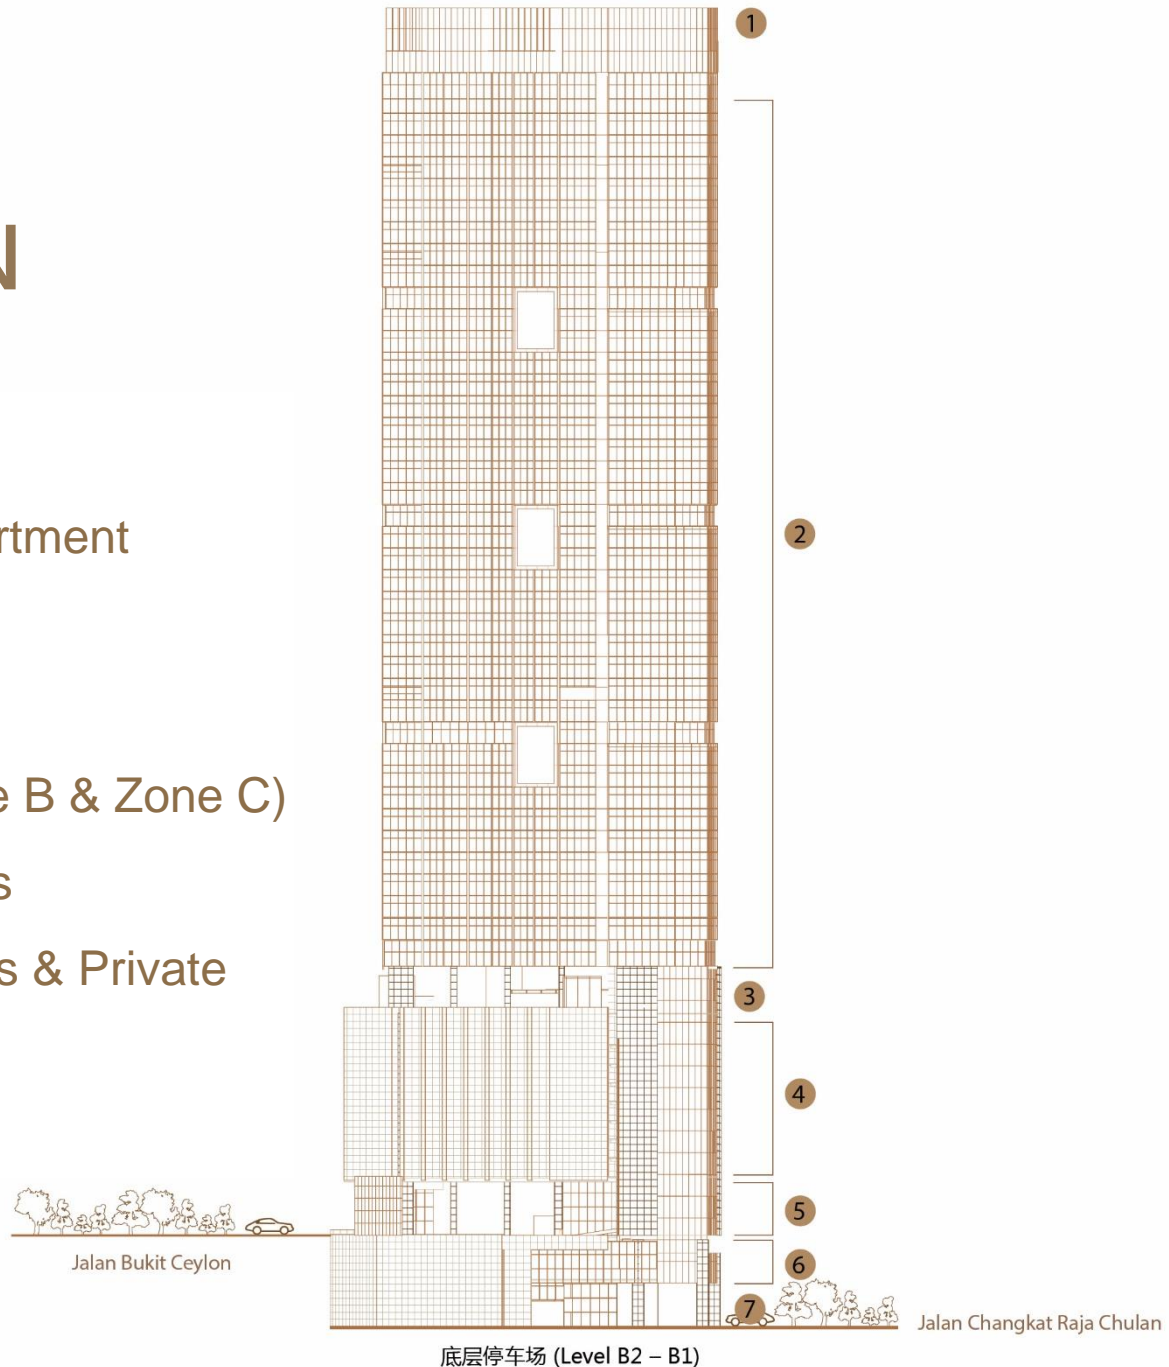 N
rtment
e B & Zone C)
s
s & Private
1
2
3
4
5
6
7
Jalan Bukit Ceylon
Jalan Changkat Raja Chulan
底层停车场 (Level B2 – B1)